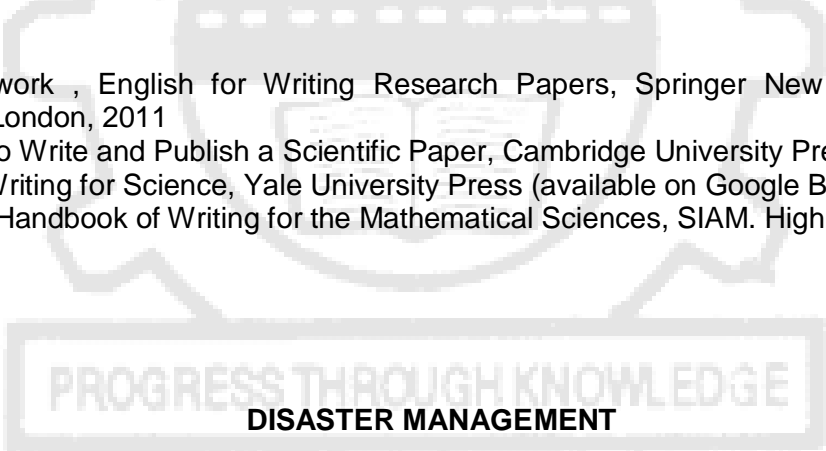 work , English for Writing Research Papers, Springer New
London, 2011
o Write and Publish a Scientific Paper, Cambridge University Pre
Writing for Science, Yale University Press (available on Google B
Handbook of Writing for the Mathematical Sciences, SIAM. High
PROGRESS THROUGH KNOWLEDGE
DISASTER MANAGEMENT